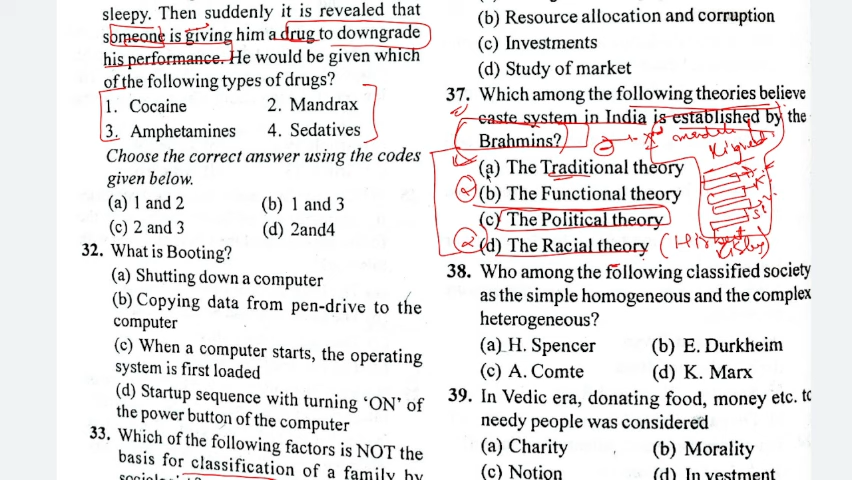 sleepy. Then suddenly it is revealed that
someone is giving him a drug to downgrade
his performance. He would be given which
of the following types of drugs?
1. Cocaine 2. Mandrax
3. Amphetamines 4. Sedatives
Choose the correct answer using the codes
given below.
(a) 1 and 2 (b) 1 and 3
(c) 2 and 3 (d) 2and4
32. What is Booting?
(a) Shutting down a computer
(b) Copying data from pen-drive to the
computer
(c) When a computer starts, the operating
system is first loaded
(d) Startup sequence with turning ‘ON’ of
the power button of the computer
33. Which of the following factors is NOT the
basis for classification of a family by
(b) Resource allocation and corruption
(c) Investments
(d) Study of market
37. Which among the following theories believe
caste system in India is established by the
Brahmins?
(a) The Traditional theory
(b) The Functional theory
(c) The Political theory
(d) The Racial theory
38. Who among the following classified society
as the simple homogeneous and the complex
heterogeneous?
(a) H. Spencer (b) E. Durkheim
(c) A. Comte (d) K. Marx
39. In Vedic era, donating food, money etc. to
needy people was considered
(a) Charity (b) Morality
(c) Notion (d) In vestment